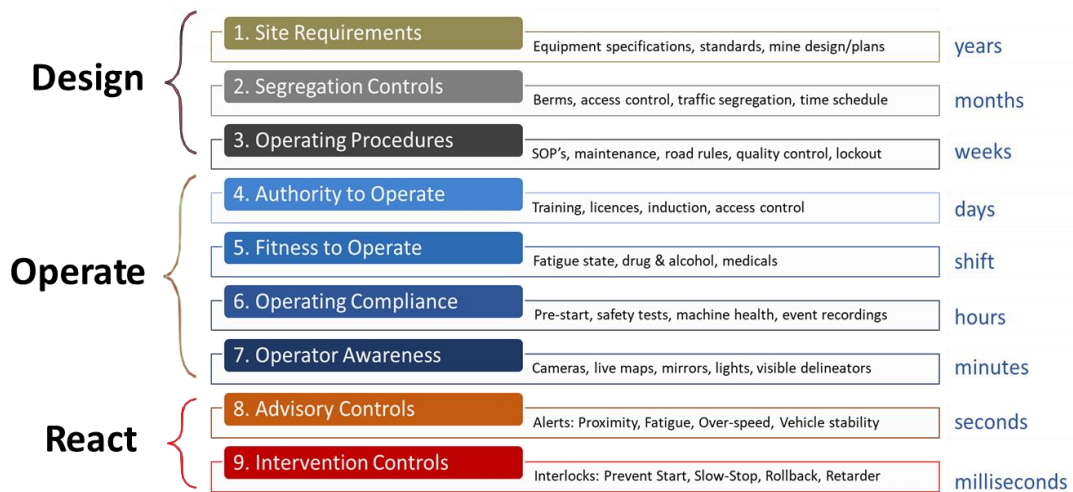 Design
1. Site Requirements
Equipment specifications, standards, mine design/plans
years
2. Segregation Controls
Berms, access control, traffic segregation, time schedule
months
3. Operating Procedures
SOP's, maintenance, road rules, quality control, lockout
weeks
Operate
4. Authority to Operate
Training, licences, induction, access control
days
5. Fitness to Operate
Fatigue state, drug & alcohol, medicals
shift
6. Operating Compliance
Pre-start, safety tests, machine health, event recordings
hours
7. Operator Awareness
Cameras, live maps, mirrors, lights, visible delineators
minutes
React
8. Advisory Controls
Alerts: Proximity, Fatigue, Over-speed, Vehicle stability
seconds
9. Intervention Controls
Interlocks: Prevent Start, Slow-Stop, Rollback, Retarder
milliseconds